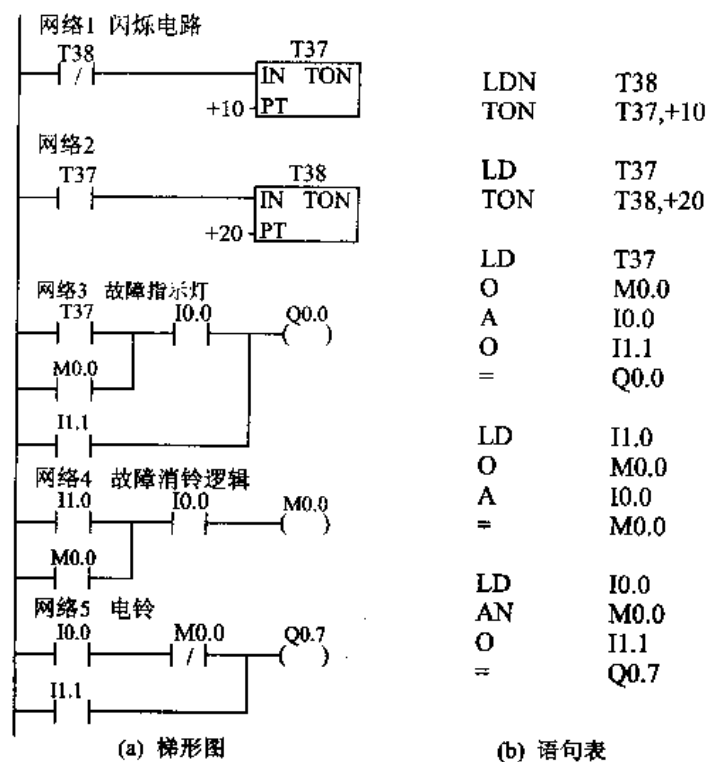 网络1 闪烁电路
T38
T37
IN TON
+10 PT
网络2
T37
T38
IN TON
+20 PT
网络3 故障指示灯
T37 I0.0 Q0.0
M0.0
I1.1
网络4 故障消铃逻辑
I1.0 I0.0 M0.0
M0.0
网络5 电铃
I0.0 M0.0 Q0.7
I1.1
(a) 梯形图
LDN T38
TON T37,+10
LD T37
TON T38,+20
LD T37
O M0.0
A I0.0
O I1.1
= Q0.0
LD I1.0
O M0.0
A I0.0
= M0.0
LD I0.0
AN M0.0
O I1.1
= Q0.7
(b) 语句表